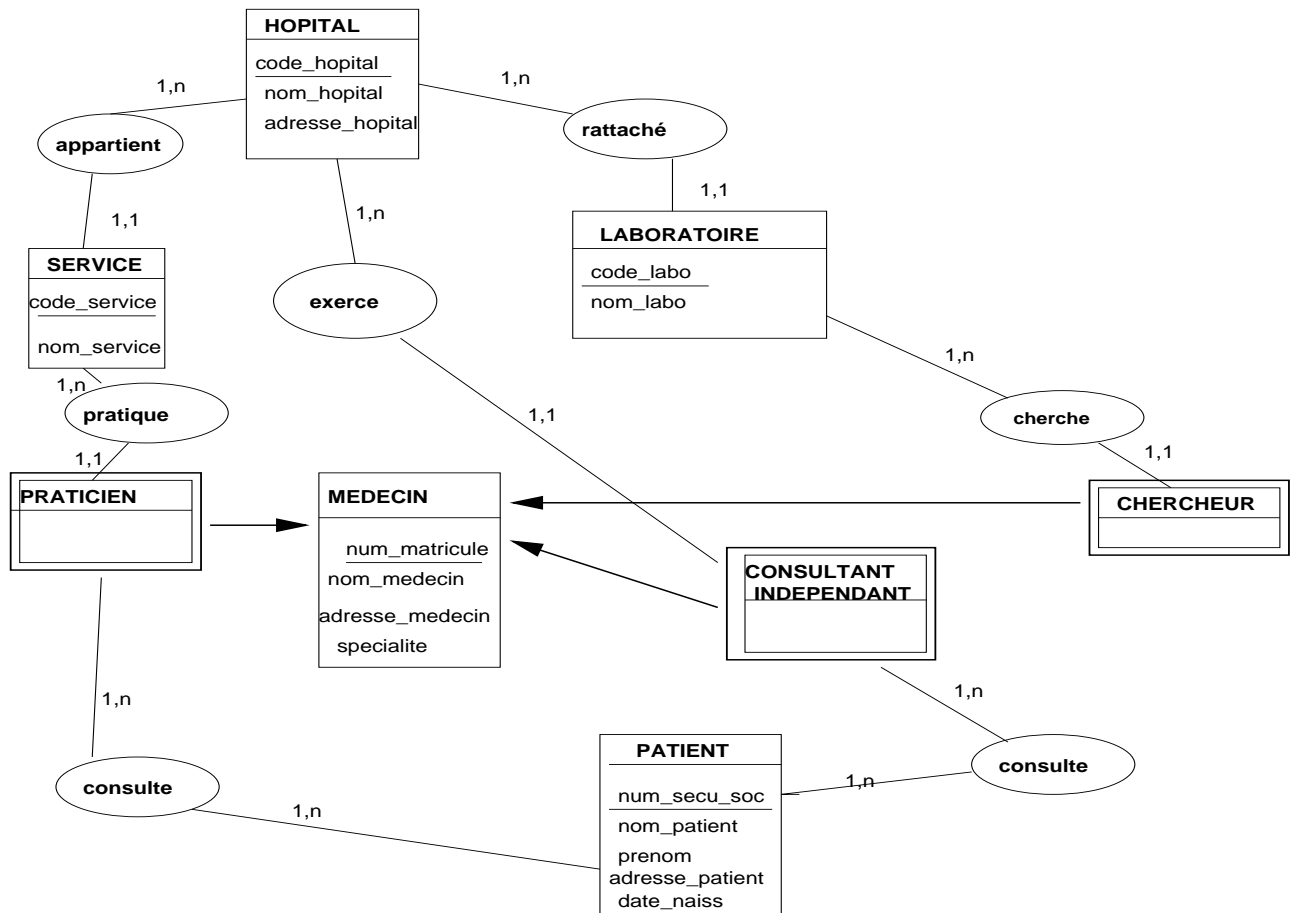 HOPITAL
code_hopital
nom_hopital
adresse_hopital
1,n
1,n
appartient
rattaché
1,n
1,1
1,1
SERVICE
code_service
nom_service
exerce
LABORATOIRE
code_labo
nom_labo
1,n
pratique
1,1
1,n
cherche
1,1
1,1
PRATICIEN
MEDECIN
num_matricule
nom_medecin
adresse_medecin
specialite
CHERCHEUR
CONSULTANT
INDEPENDANT
1,n
1,n
consulte
1,n
PATIENT
num_secu_soc
nom_patient
prenom
adresse_patient
date_naiss
1,n
consulte